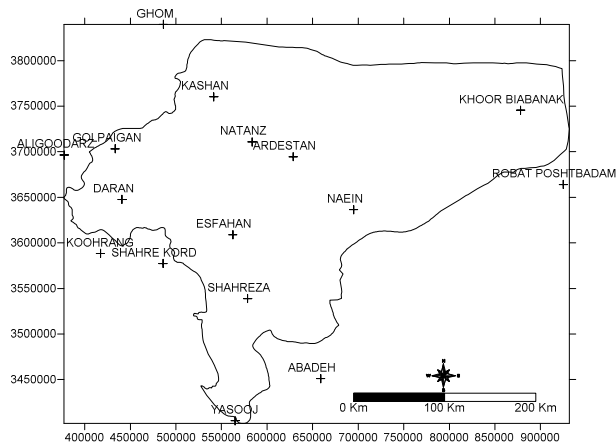 GHOM
3800000
KASHAN
3750000
KHOOR BIABANAK
NATANZ
GOLPAIGAN
ALIGOODARZ
ARDESTAN
3700000
ROBAT POSHTBADAM
DARAN
NAEIN
3650000
ESFAHAN
KOOHRANG
3600000
SHAHRE KORD
3550000
SHAHREZA
3500000
ABADEH
3450000
0 Km 100 Km 200 Km
YASOOJ
400000 450000 500000 550000 600000 650000 700000 750000 800000 850000 900000